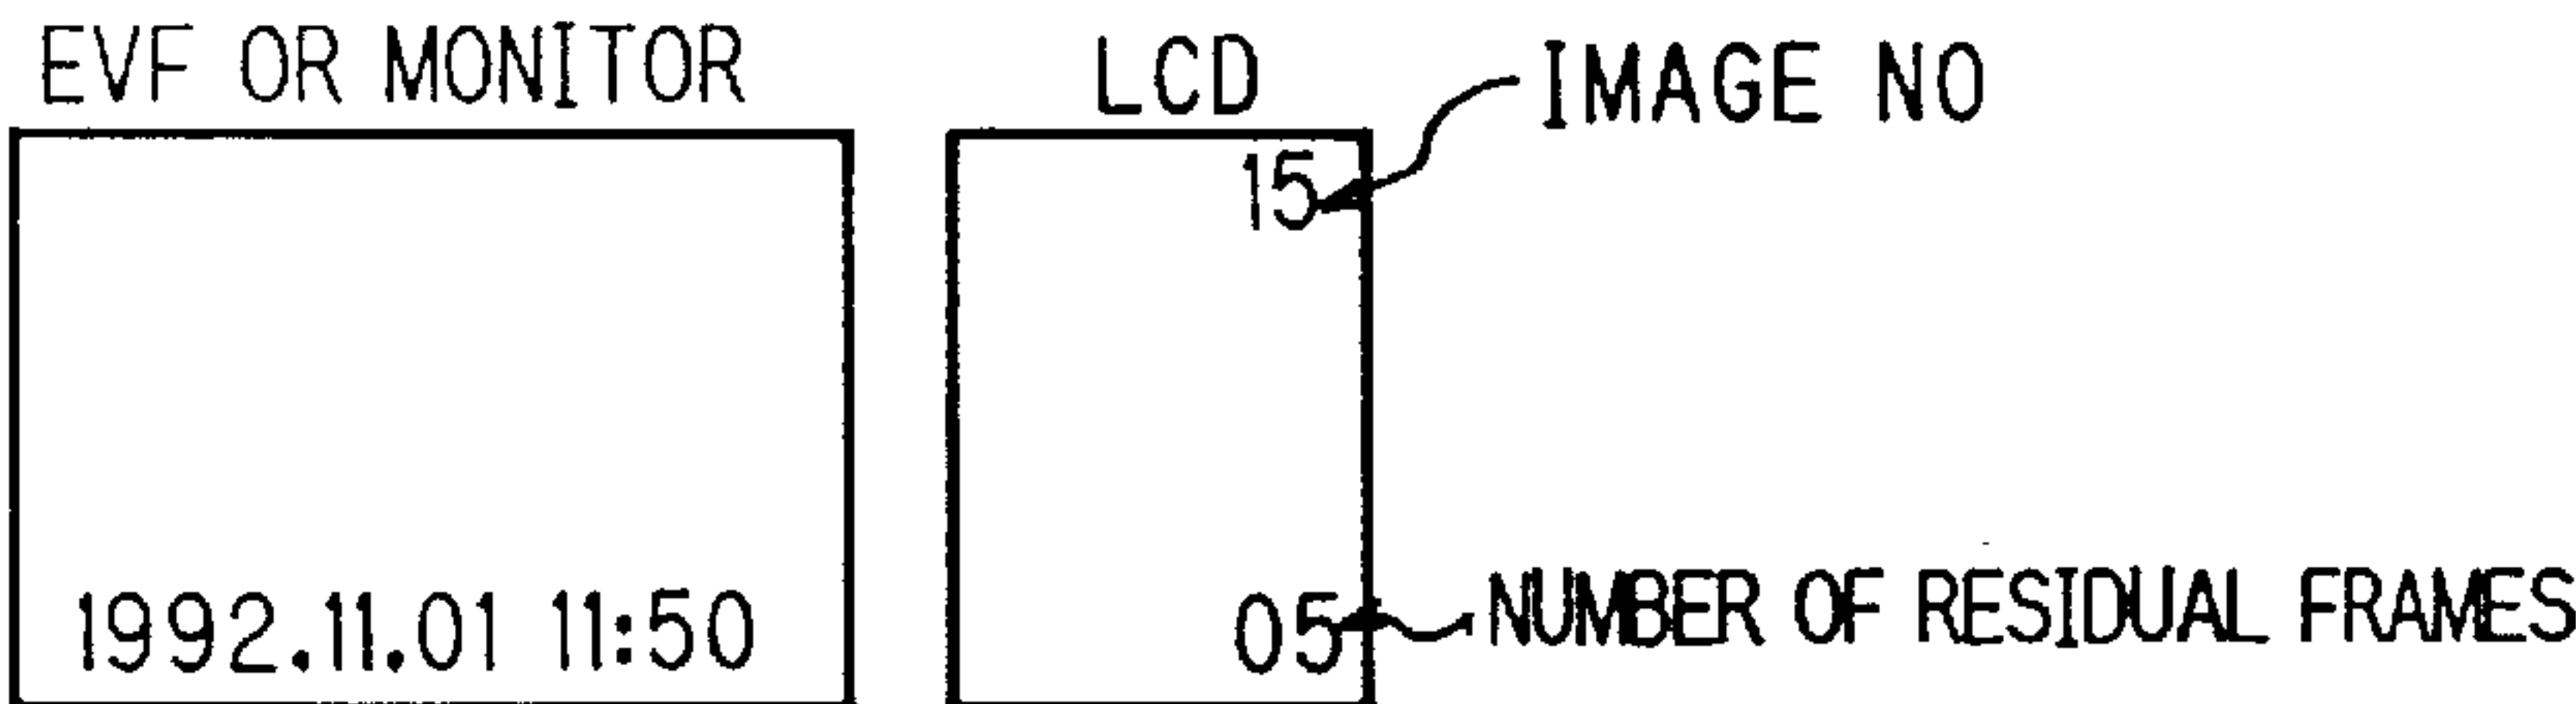 EVF OR MONITOR
LCD
IMAGE NO
15
1992.11.01 11:50
05
NUMBER OF RESIDUAL FRAMES